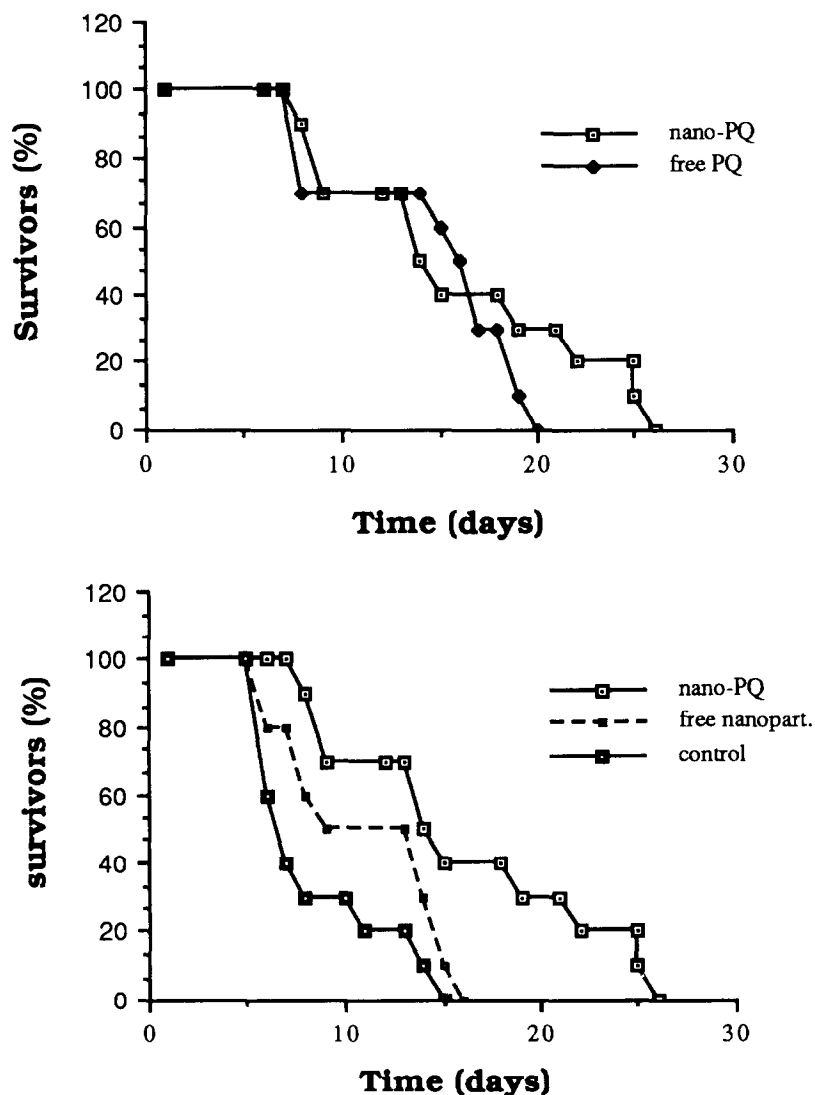 120
100
80
60
40
20
0
Survivors (%)
nano-PQ
free PQ
0 10 20 30
Time (days)
120
100
80
60
40
20
0
survivors (%)
nano-PQ
free nanopart.
control
0 10 20 30
Time (days)